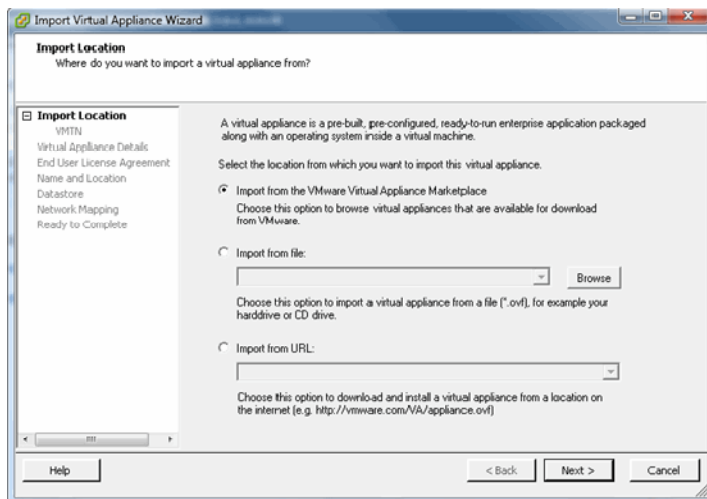 Import Virtual Appliance Wizard
Import Location
Where do you want to import a virtual appliance from?
Import Location
VMTN
Virtual Appliance Details
End User License Agreement
Name and Location
Datastore
Network Mapping
Ready to Complete
A virtual appliance is a pre-built, pre-configured, ready-to-run enterprise application packaged
along with an operating system inside a virtual machine.
Select the location from which you want to import this virtual appliance.
Import from the VMware Virtual Appliance Marketplace
Choose this option to browse virtual appliances that are available for download
from VMware.
Import from file:
Browse
Choose this option to import a virtual appliance from a file (*.ovf), for example your
harddrive or CD drive.
Import from URL:
Choose this option to download and install a virtual appliance from a location on
the internet (e.g. http://vmware.com/VA/appliance.ovf)
Help
< Back
Next >
Cancel